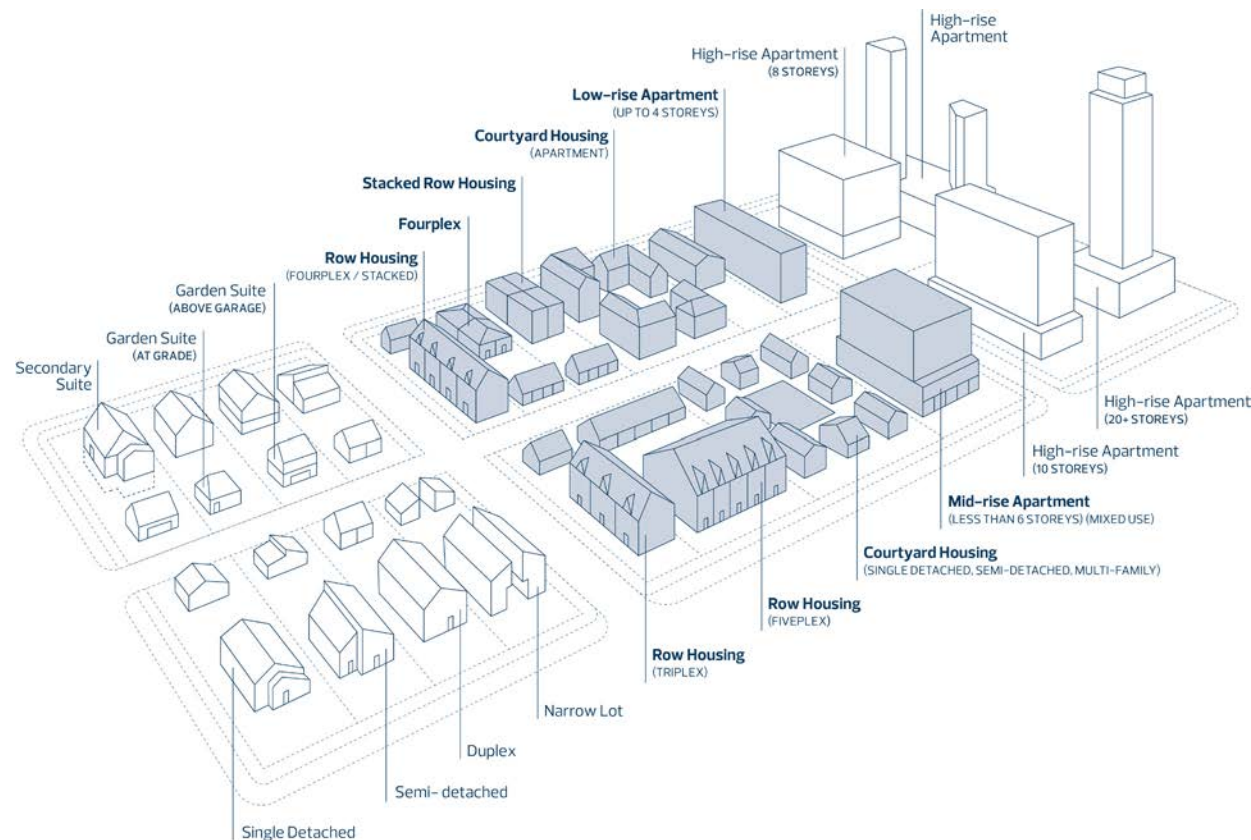 High-rise
Apartment
High-rise Apartment
(8 STOREYS)
Low-rise Apartment
(UP TO 4 STOREYS)
Courtyard Housing
(APARTMENT)
Stacked Row Housing
Fourplex
Row Housing
(FOURPLEX / STACKED)
Garden Suite
(ABOVE GARAGE)
Garden Suite
(AT GRADE)
Secondary
Suite
High-rise Apartment
(20+ STOREYS)
High-rise Apartment
(10 STOREYS)
Mid-rise Apartment
(LESS THAN 6 STOREYS) (MIXED USE)
Courtyard Housing
(SINGLE DETACHED, SEMI-DETACHED, MULTI-FAMILY)
Row Housing
(FIVEPLEX)
Row Housing
(TRIPLEX)
Narrow Lot
Duplex
Semi- detached
Single Detached